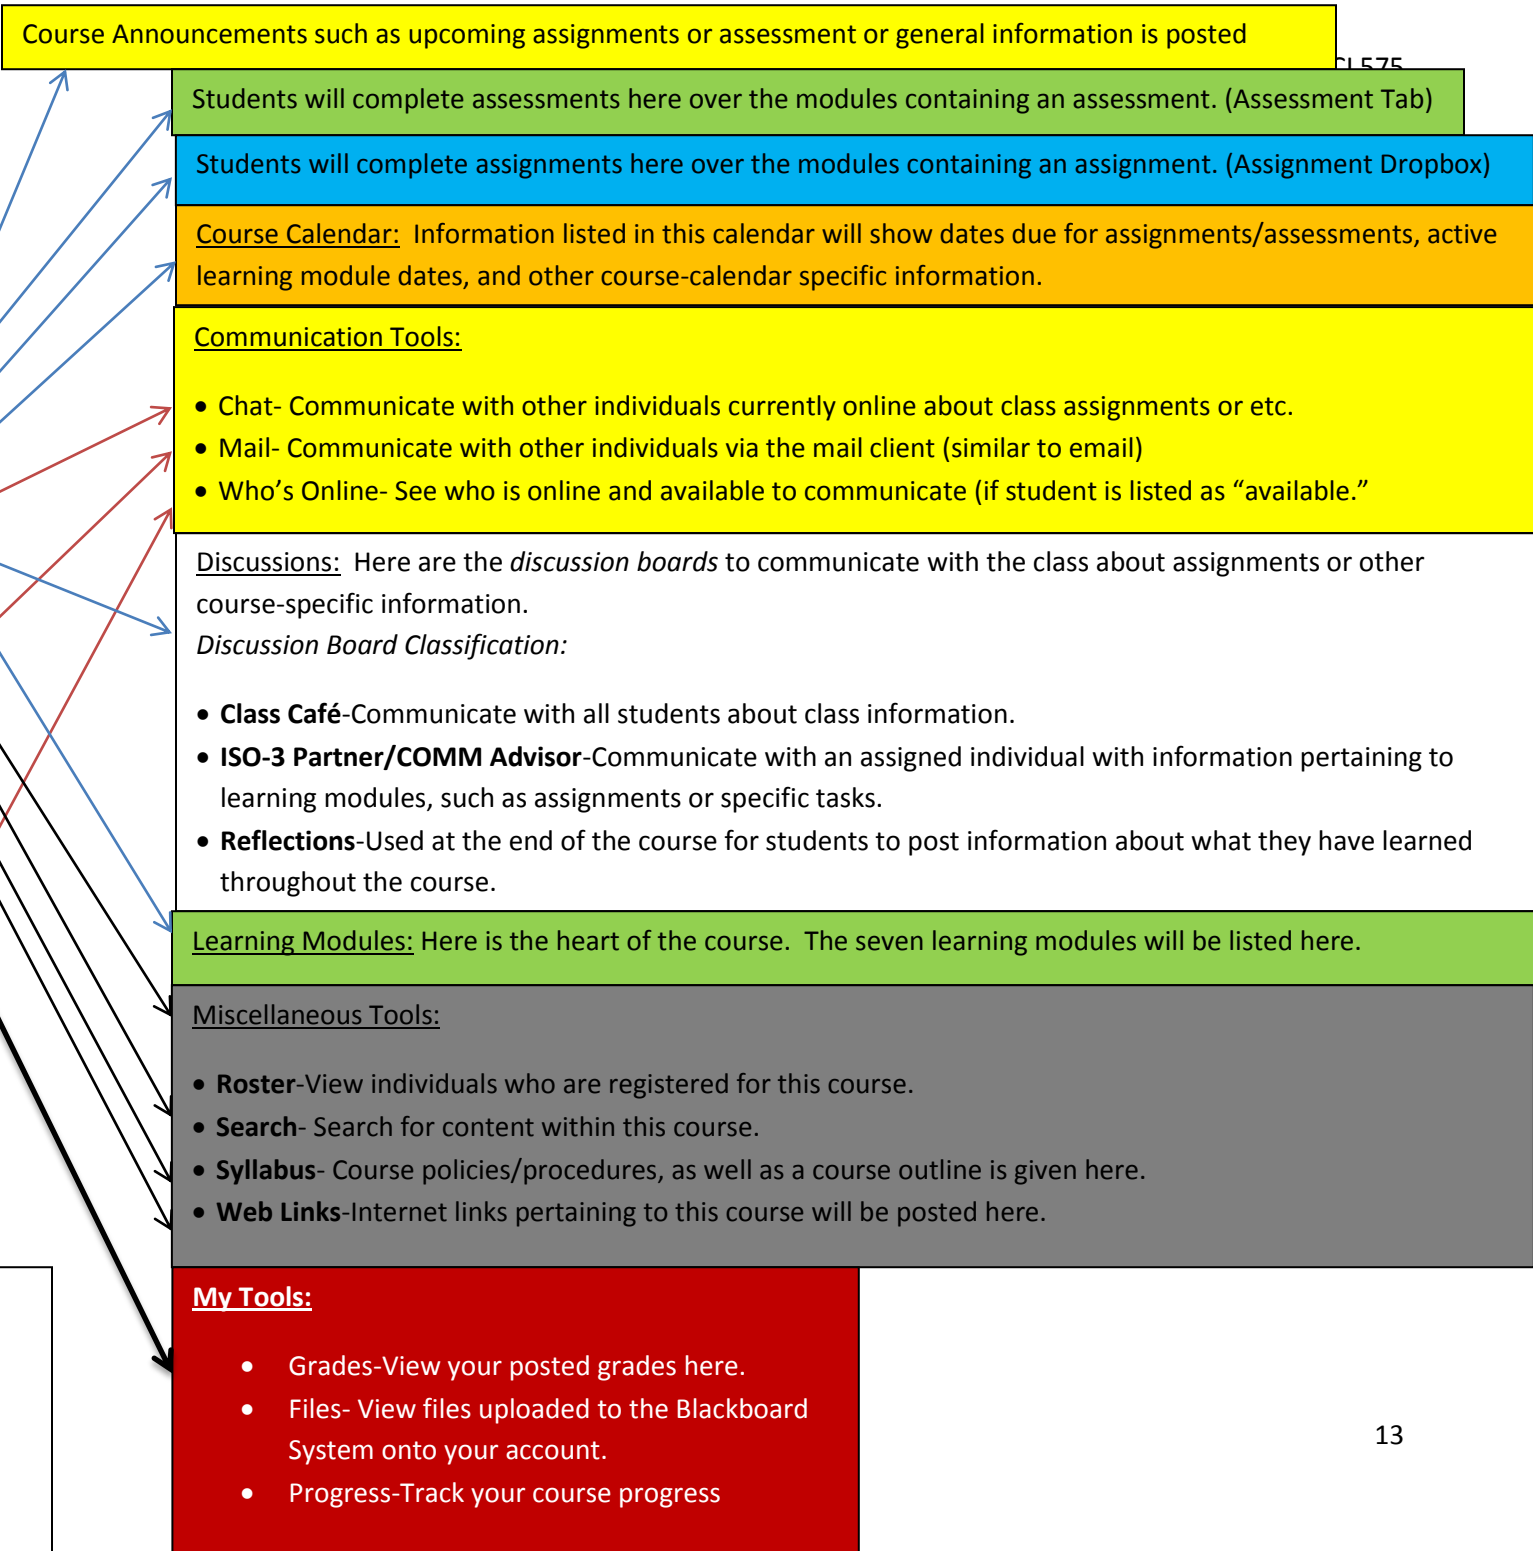 Course Announcements such as upcoming assignments or assessment or general information is posted
Students will complete assessments here over the modules containing an assessment. (Assessment Tab)
Students will complete assignments here over the modules containing an assignment. (Assignment Dropbox)
Course Calendar: Information listed in this calendar will show dates due for assignments/assessments, active
learning module dates, and other course-calendar specific information.
Communication Tools:
• Chat- Communicate with other individuals currently online about class assignments or etc.
• Mail- Communicate with other individuals via the mail client (similar to email)
• Who’s Online- See who is online and available to communicate (if student is listed as “available.”
Discussions: Here are the discussion boards to communicate with the class about assignments or other
course-specific information.
Discussion Board Classification:
• Class Café-Communicate with all students about class information.
• ISO-3 Partner/COMM Advisor-Communicate with an assigned individual with information pertaining to
learning modules, such as assignments or specific tasks.
• Reflections-Used at the end of the course for students to post information about what they have learned
throughout the course.
Learning Modules: Here is the heart of the course. The seven learning modules will be listed here.
Miscellaneous Tools:
• Roster-View individuals who are registered for this course.
• Search- Search for content within this course.
• Syllabus- Course policies/procedures, as well as a course outline is given here.
• Web Links-Internet links pertaining to this course will be posted here.
My Tools:
• Grades-View your posted grades here.
• Files- View files uploaded to the Blackboard
System onto your account.
• Progress-Track your course progress
13